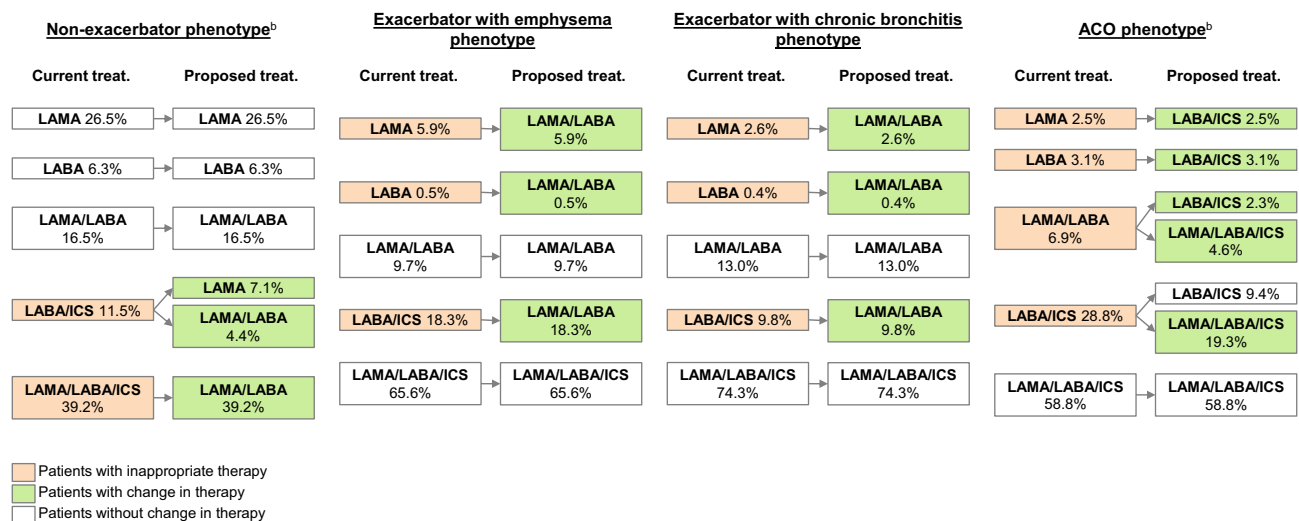 Non-exacerbator phenotypeᵇ
Current treat. Proposed treat.
LAMA 26.5% LAMA 26.5%
LABA 6.3% LABA 6.3%
LAMA/LABA LAMA/LABA
16.5% 16.5%
LABA/ICS 11.5%
LAMA 7.1%
LAMA/LABA
4.4%
LAMA/LABA/ICS LAMA/LABA
39.2% 39.2%
Exacerbator with emphysema
phenotype
Current treat. Proposed treat.
LAMA 5.9%
LAMA/LABA
5.9%
LABA 0.5%
LAMA/LABA
0.5%
LAMA/LABA LAMA/LABA
9.7% 9.7%
LABA/ICS 18.3%
LAMA/LABA
18.3%
LAMA/LABA/ICS LAMA/LABA/ICS
65.6% 65.6%
Exacerbator with chronic bronchitis
phenotype
Current treat. Proposed treat.
LAMA 2.6%
LAMA/LABA
2.6%
LABA 0.4%
LAMA/LABA
0.4%
LAMA/LABA LAMA/LABA
13.0% 13.0%
LABA/ICS 9.8%
LAMA/LABA
9.8%
LAMA/LABA/ICS LAMA/LABA/ICS
74.3% 74.3%
ACO phenotypeᵇ
Current treat. Proposed treat.
LAMA 2.5% LABA/ICS 2.5%
LABA 3.1% LABA/ICS 3.1%
LAMA/LABA
6.9%
LABA/ICS 2.3%
LAMA/LABA/ICS
4.6%
LABA/ICS 28.8%
LABA/ICS 9.4%
LAMA/LABA/ICS
19.3%
LAMA/LABA/ICS LAMA/LABA/ICS
58.8% 58.8%
Patients with inappropriate therapy
Patients with change in therapy
Patients without change in therapy